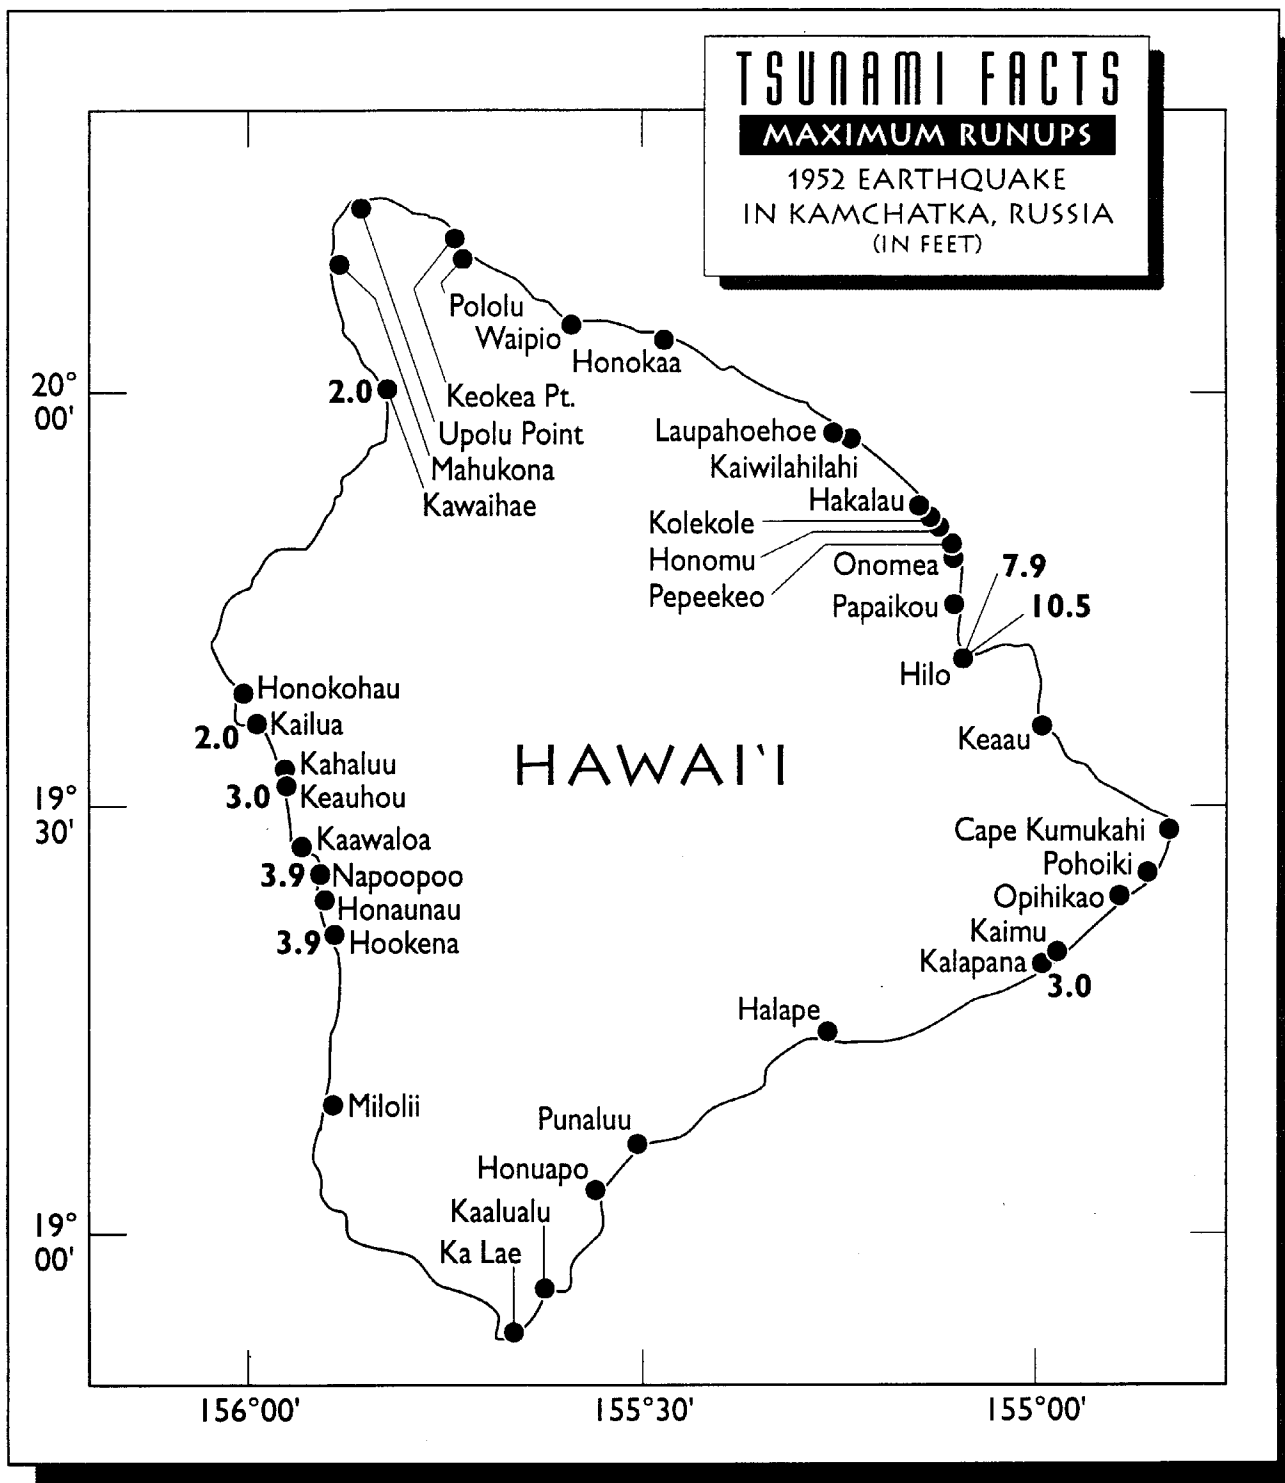 TSUNAMI FACTS
MAXIMUM RUNUPS
1952 EARTHQUAKE
IN KAMCHATKA, RUSSIA
(IN FEET)
Pololu
Waipio
Honokaa
20°
00'
2.0
Keokea Pt.
Upolu Point
Mahukona
Kawaihae
Laupahoehoe
Kaiwilahilahi
Hakalau
Kolekole
Honomu
Pepeekeo
Onomea
7.9
Papaikou
10.5
Hilo
Honokohau
Kailua
2.0
Keaau
HAWAI'I
Kahaluu
3.0
Keauhou
19°
30'
Kaawaloa
3.9
Napoopoo
Honaunau
3.9
Hookena
Cape Kumukahi
Pohoiki
Opihikao
Kaimu
Kalapana
3.0
Halape
Milolii
Punaluu
Honuapo
Kaalualu
Ka Lae
19°
00'
156°00'
155°30'
155°00'